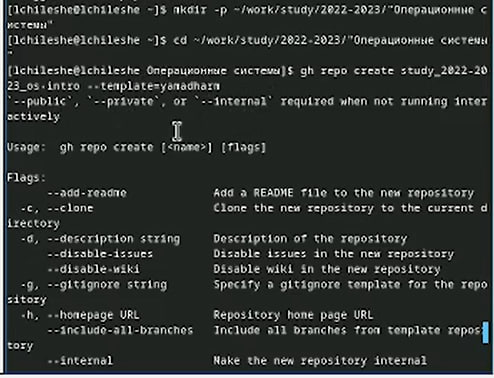 [lchileshe@lchileshe ~]$ mkdir -p ~/work/study/2022-2023/"Операционные с
истемы"
[lchileshe@lchileshe ~]$ cd ~/work/study/2022-2023/"Операционные системы
"
[lchileshe@lchileshe Операционные системы]$ gh repo create study_2022-20
23_os-intro --template=yamadharm
`--public`, `--private`, or `--internal` required when not running inter
actively
Usage:  gh repo create [<name>] [flags]
Flags:
--add-readme Add a README file to the new repository
-c, --clone Clone the new repository to the current d
irectory
-d, --description string Description of the repository
--disable-issues Disable issues in the new repository
--disable-wiki Disable wiki in the new repository
-g, --gitignore string Specify a gitignore template for the repo
sitory
-h, --homepage URL Repository home page URL
--include-all-branches Include all branches from template reposi
tory
--internal Make the new repository internal